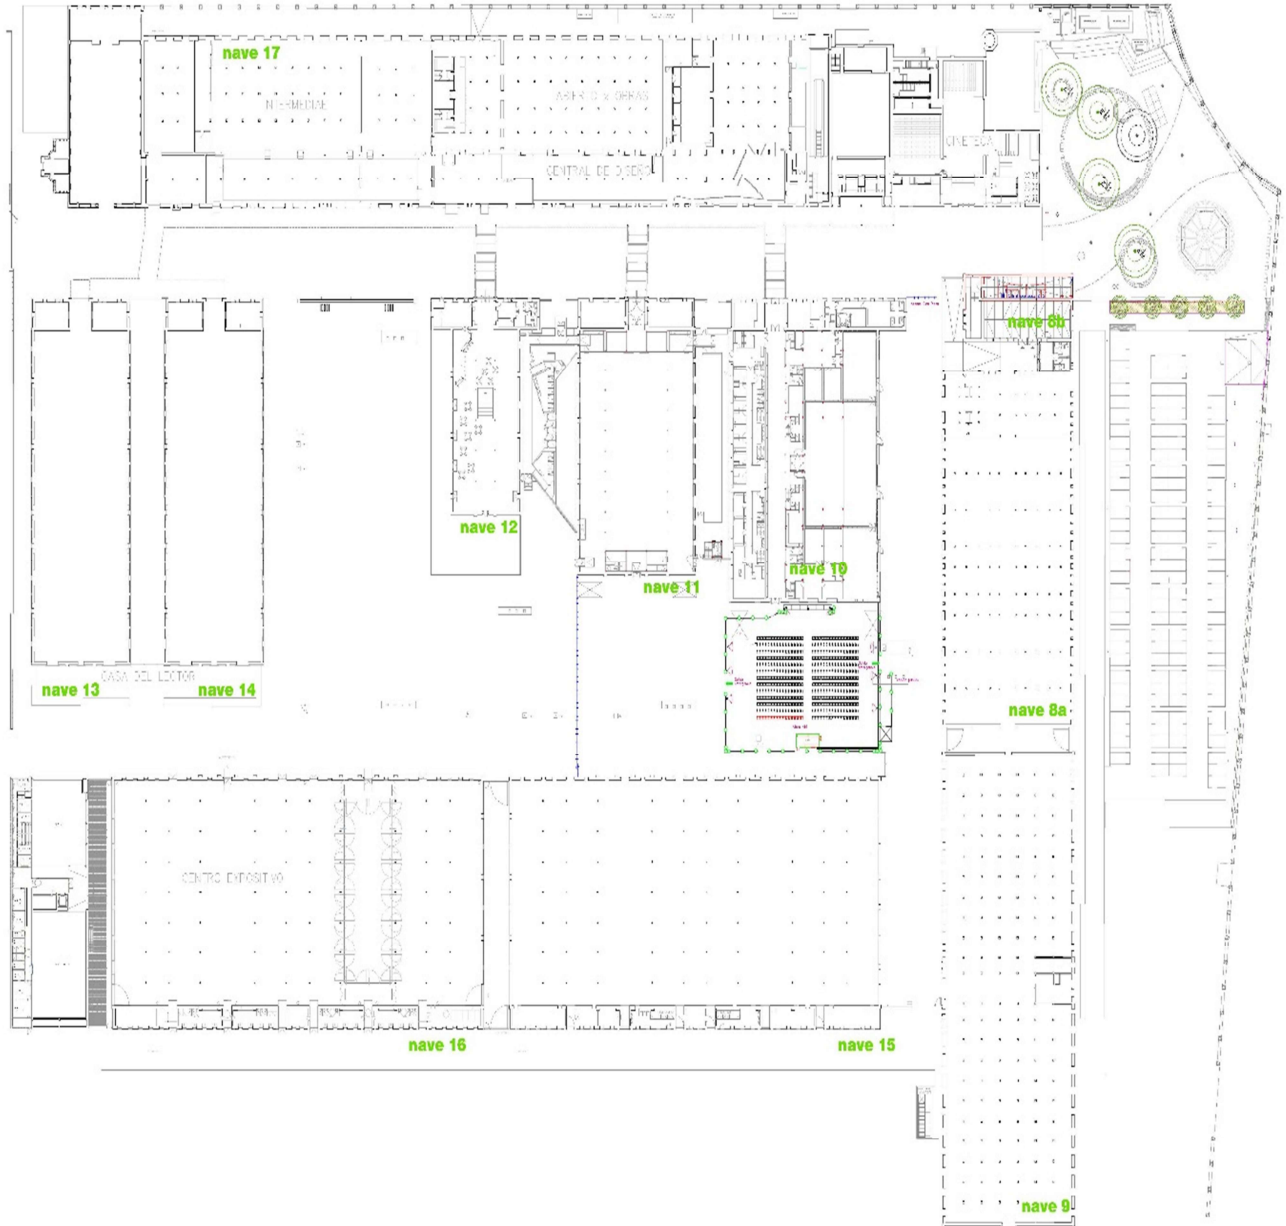 nave 17
INTERMEDIAE
ABIERTO x OBRAS
CINETECA
CENTRAL DE DISEÑO
nave 8b
nave 12
nave 11
nave 10
CASA DEL LECTOR
nave 13
nave 14
nave 8a
CENTRO EXPOSITIVO
nave 16
nave 15
nave 9